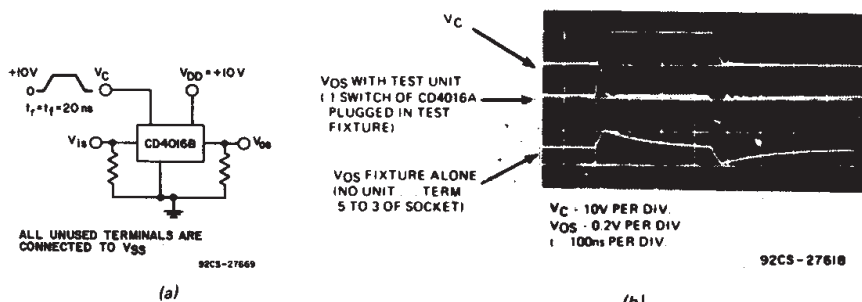 +10V
0
tr=tf=20 ns
VC
VDD=+10V
Vis
CD4016B
Vos
ALL UNUSED TERMINALS ARE
CONNECTED TO VSS
92CS-27669
(a)
VC
VOS WITH TEST UNIT
(1 SWITCH OF CD4016A
PLUGGED IN TEST
FIXTURE)
VOS FIXTURE ALONE
(NO UNIT... TERM
5 TO 3 OF SOCKET)
VC - 10V PER DIV.
VOS - 0.2V PER DIV
t 100ns PER DIV.
92CS-27618
(b)